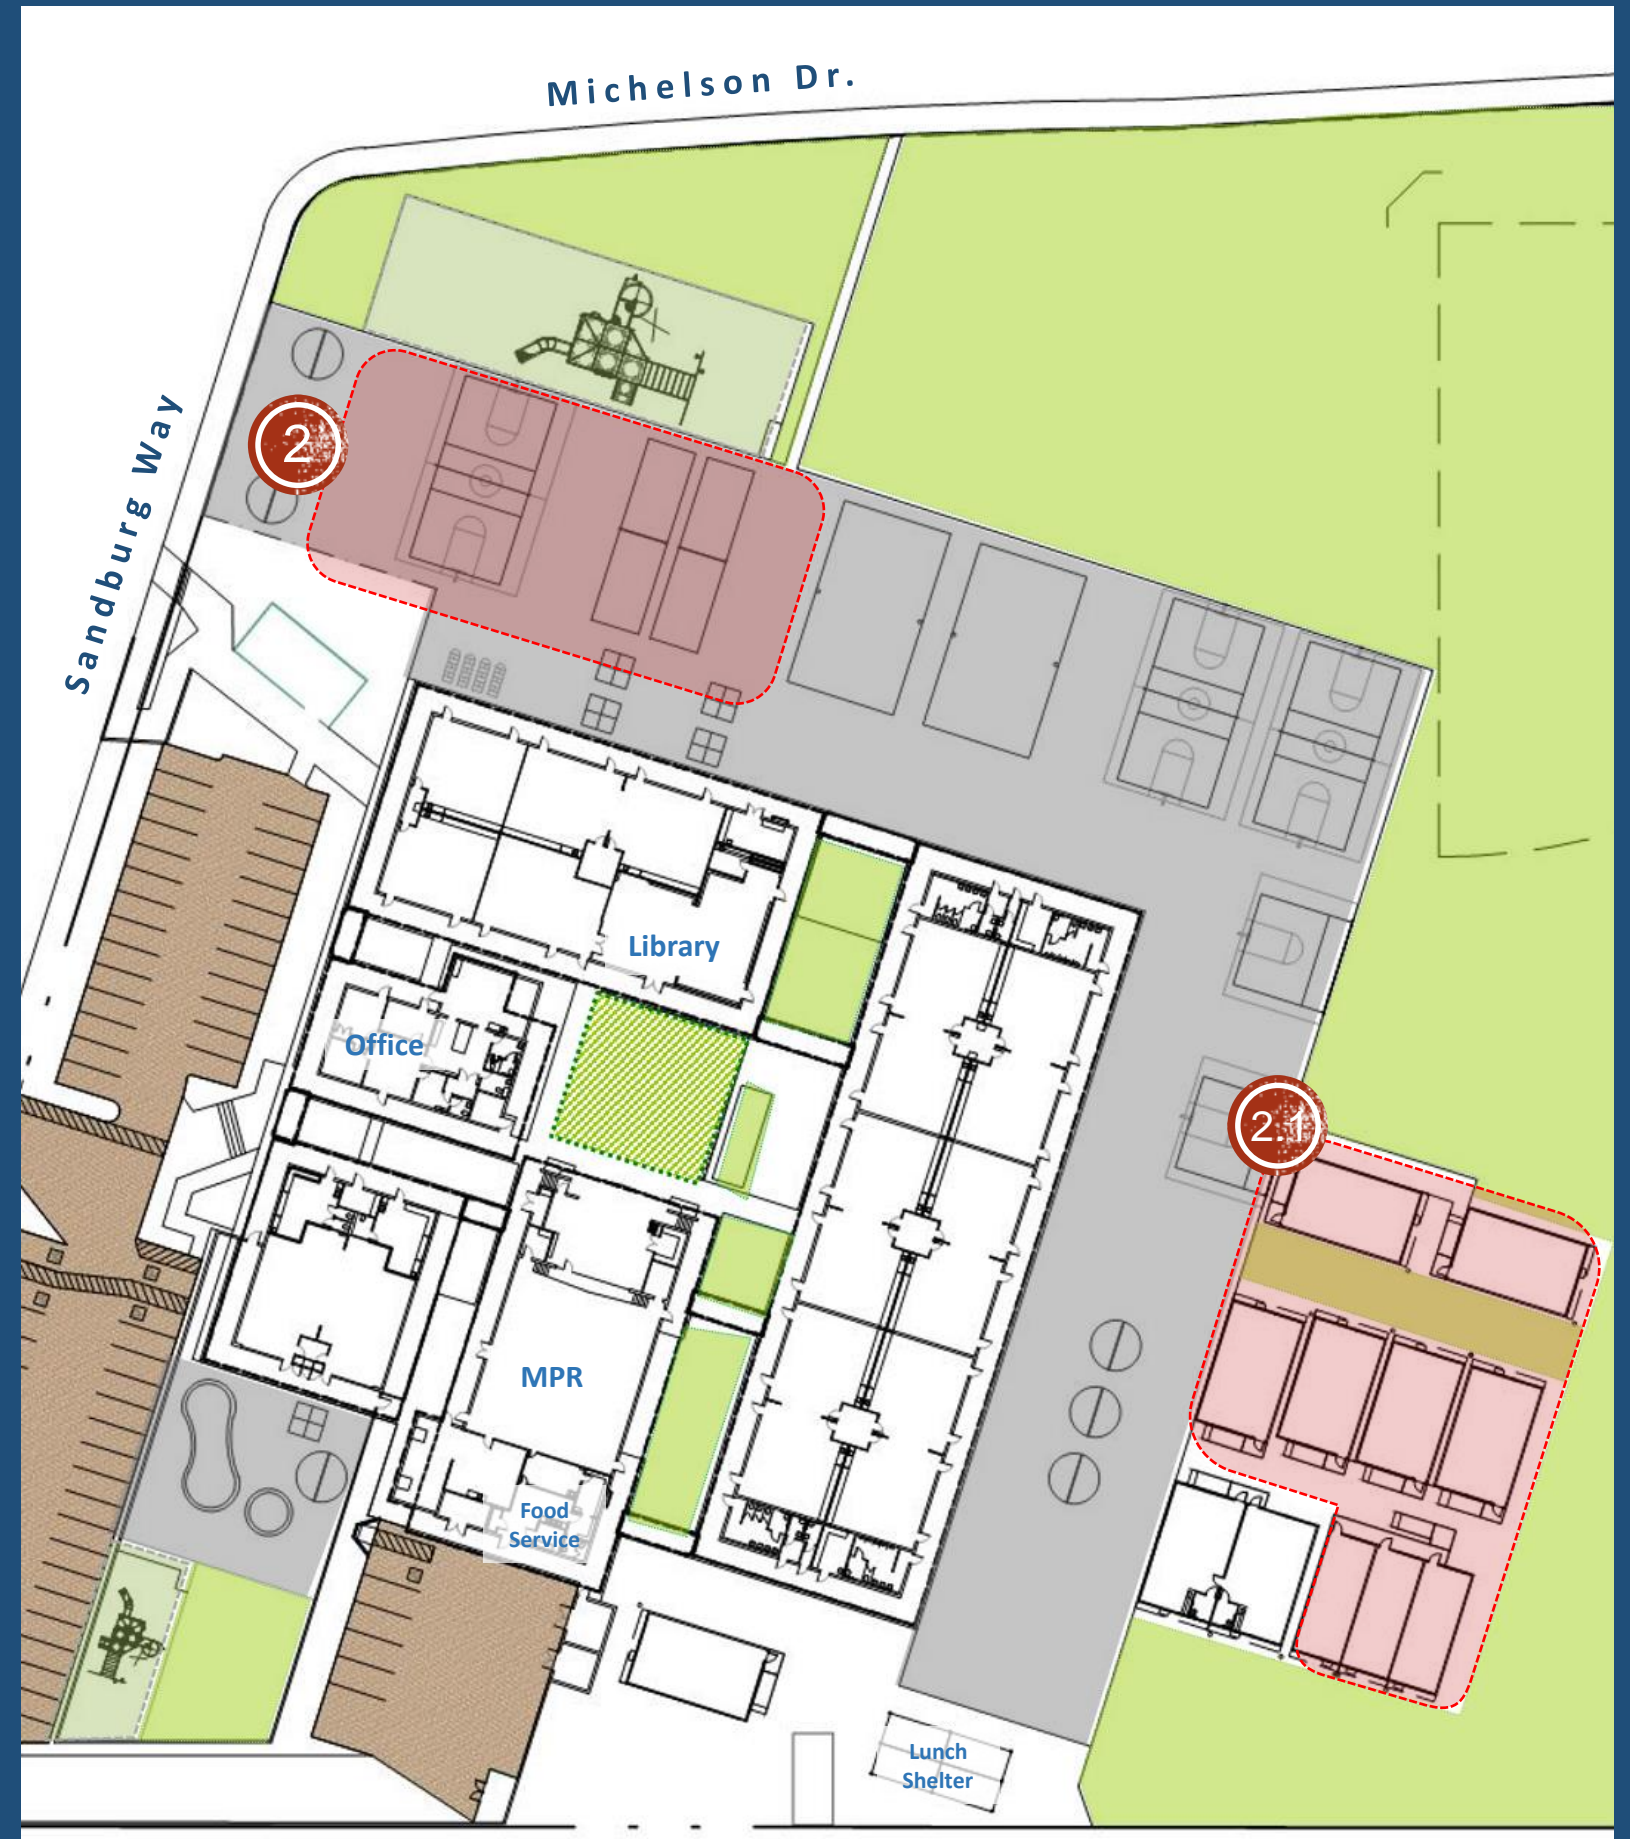 Michelson Dr.
Sandburg Way
2
Library
Office
2.1
MPR
Food
Service
Lunch
Shelter